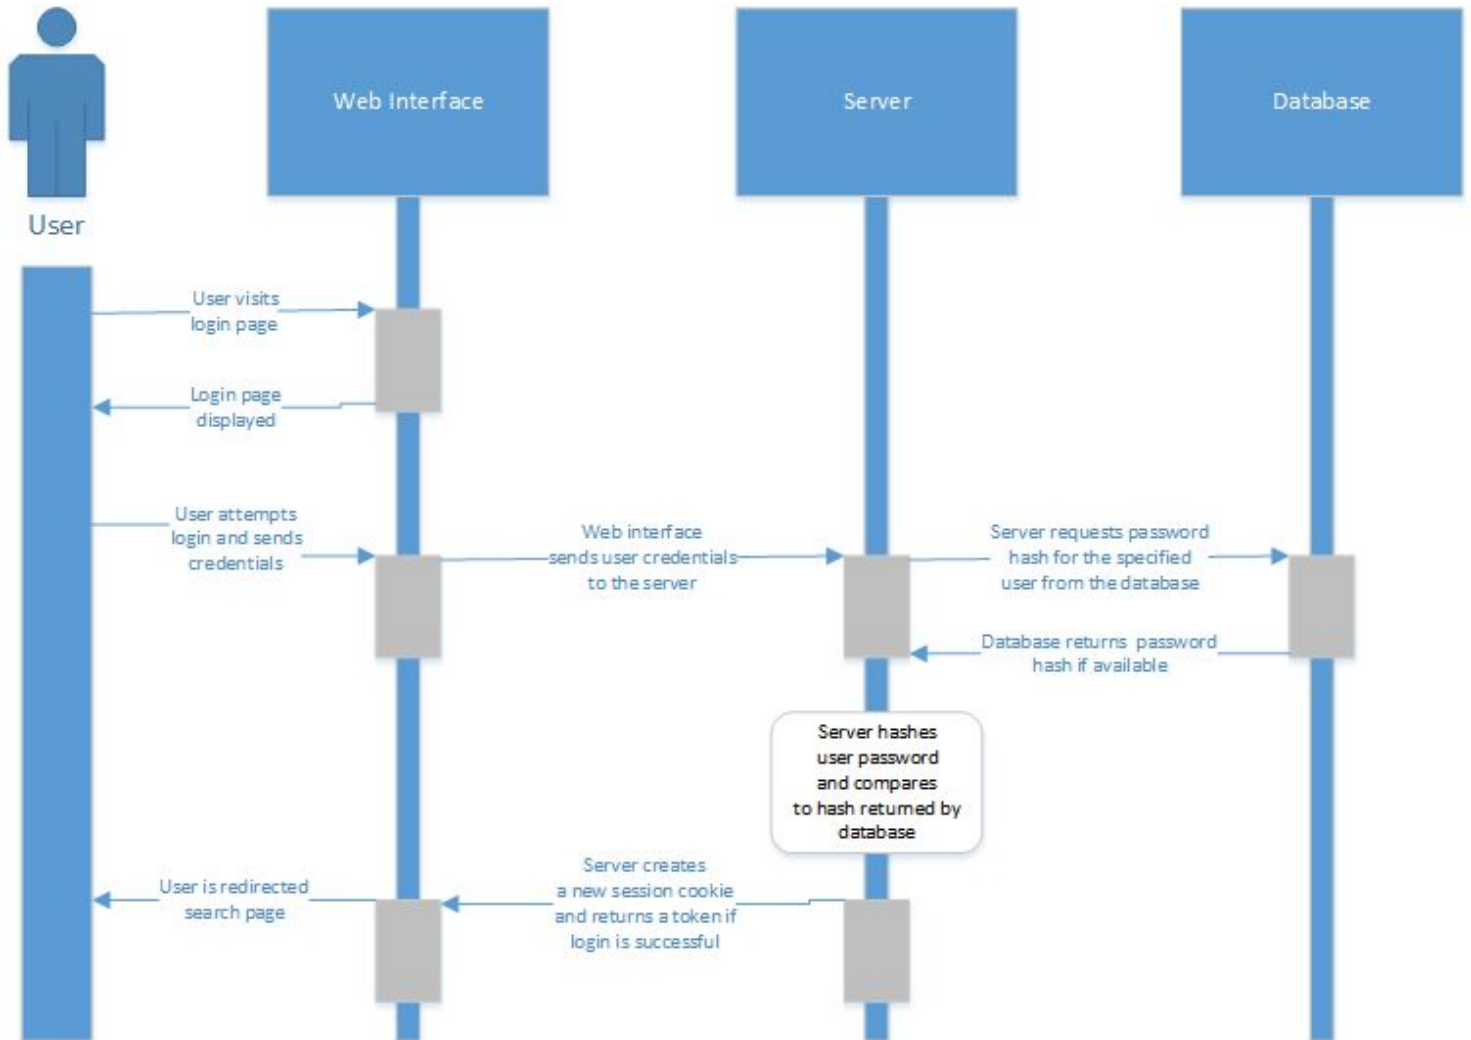 Web Interface
Server
Database
User
User visits
login page
Login page
displayed
User attempts
login and sends
credentials
Web interface
sends user credentials
to the server
Server requests password
hash for the specified
user from the database
Database returns password
hash if available
Server hashes
user password
and compares
to hash returned by
database
Server creates
a new session cookie
and returns a token if
login is successful
User is redirected
search page